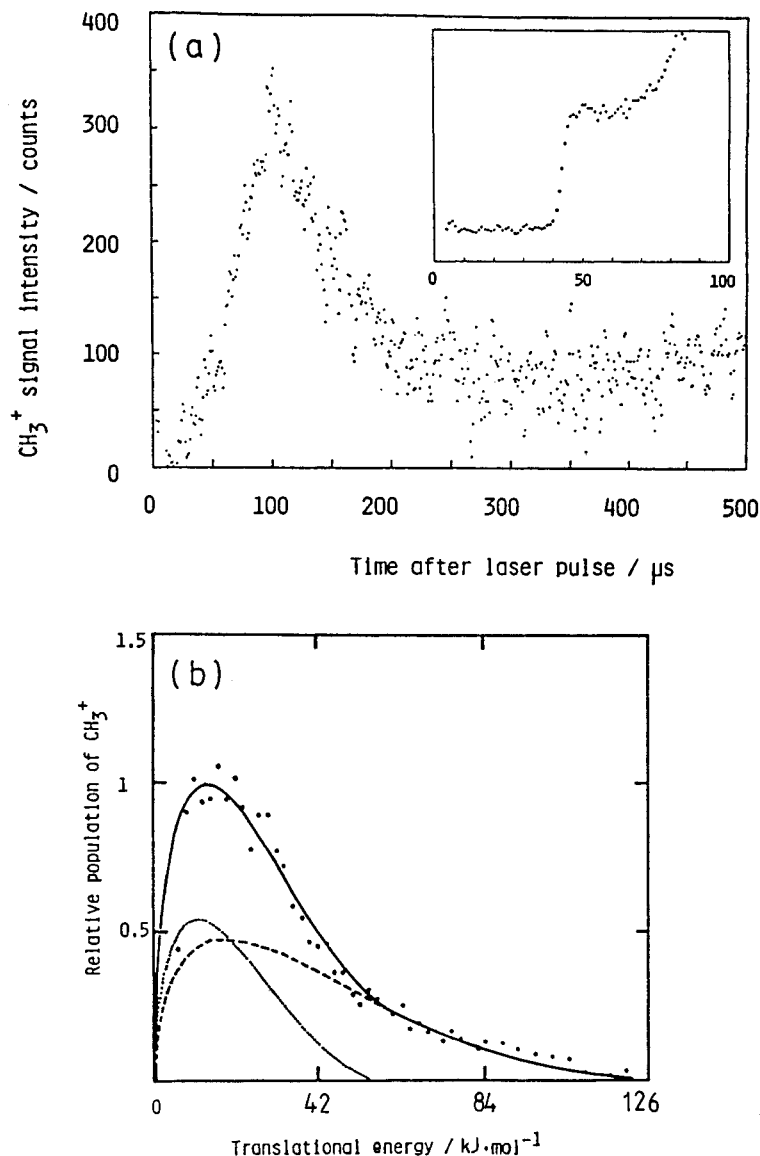 (a)
400
300
200
100
0
CH3+ signal intensity / counts
0 50 100
0 100 200 300 400 500
Time after laser pulse / μs
(b)
1.5
1
0.5
Relative population of CH3+
0 42 84 126
Translational energy / kJ·mol-1